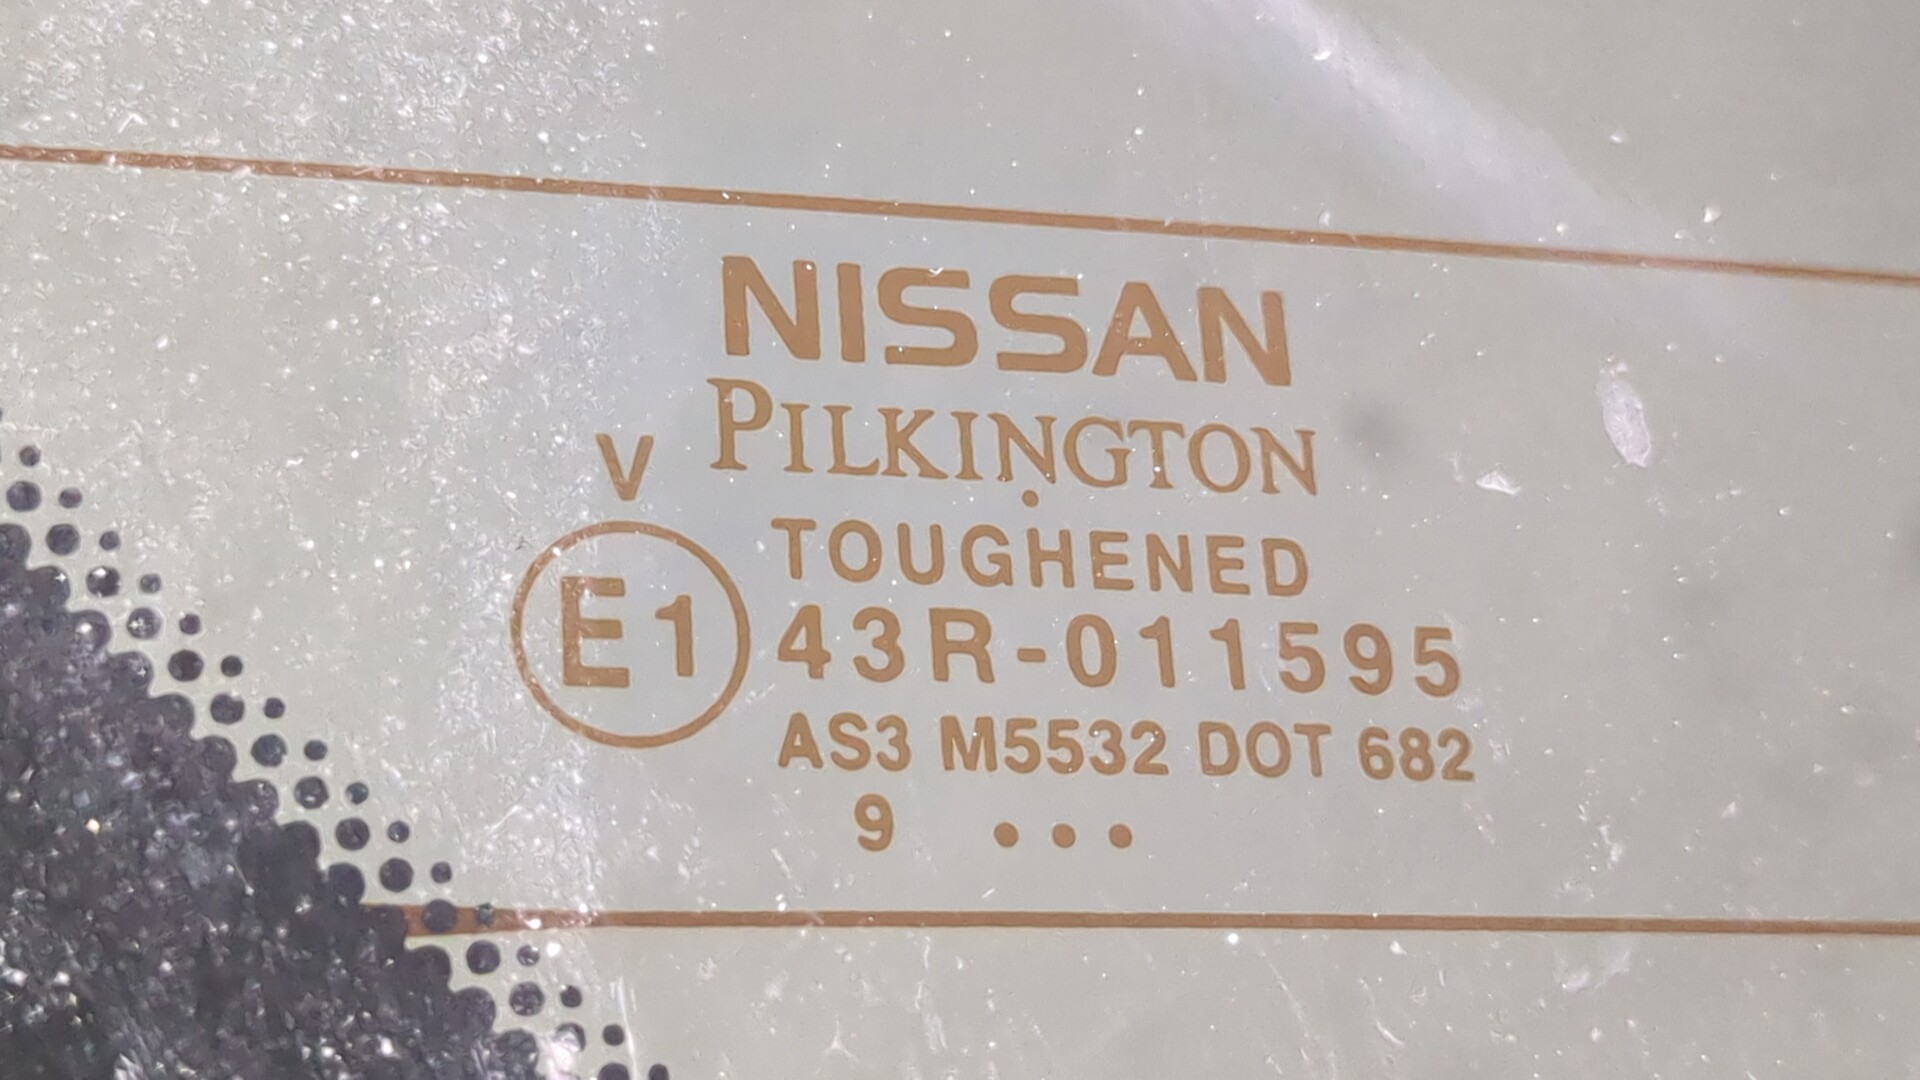 NISSAN
PILKINGTON
V
TOUGHENED
E1
43R-011595
AS3 M5532 DOT 682
9 •••